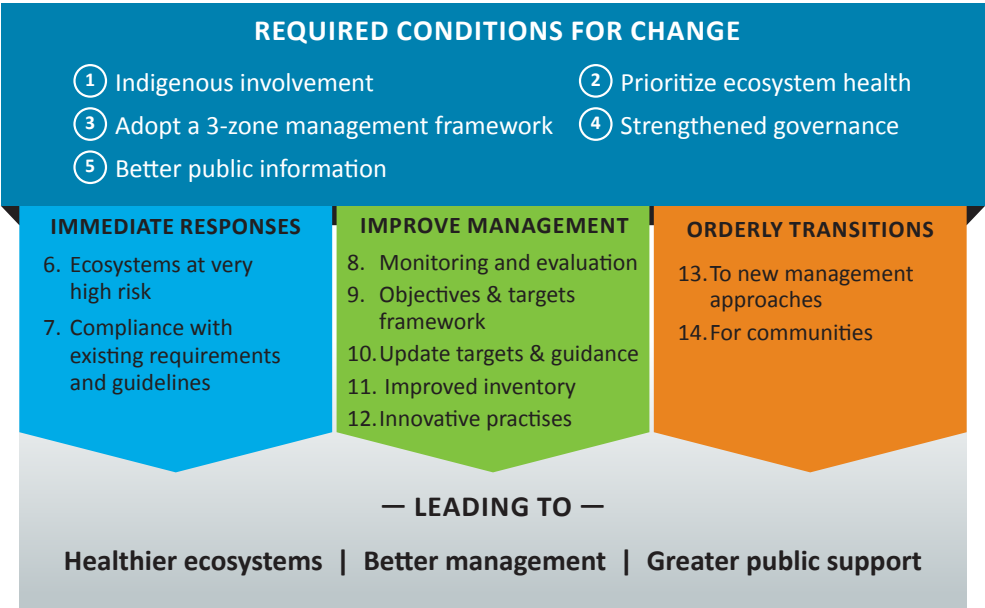 REQUIRED CONDITIONS FOR CHANGE
1 Indigenous involvement
2 Prioritize ecosystem health
3 Adopt a 3-zone management framework
4 Strengthened governance
5 Better public information
IMMEDIATE RESPONSES
6. Ecosystems at very
high risk
7. Compliance with
existing requirements
and guidelines
IMPROVE MANAGEMENT
8. Monitoring and evaluation
9. Objectives & targets
framework
10. Update targets & guidance
11. Improved inventory
12. Innovative practises
ORDERLY TRANSITIONS
13. To new management
approaches
14. For communities
— LEADING TO —
Healthier ecosystems | Better management | Greater public support